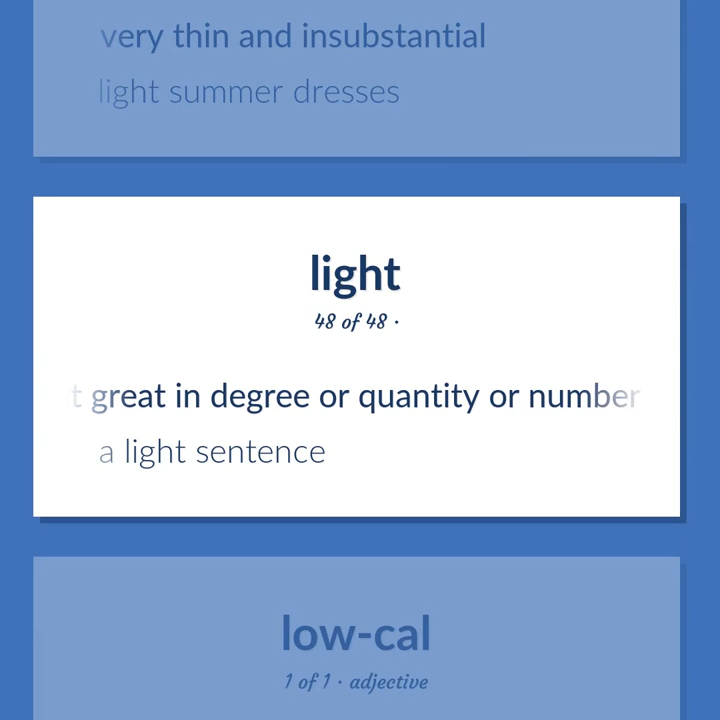 very thin and insubstantial
light summer dresses
light
48 of 48 ·
t great in degree or quantity or number
a light sentence
low-cal
1 of 1 · adjective